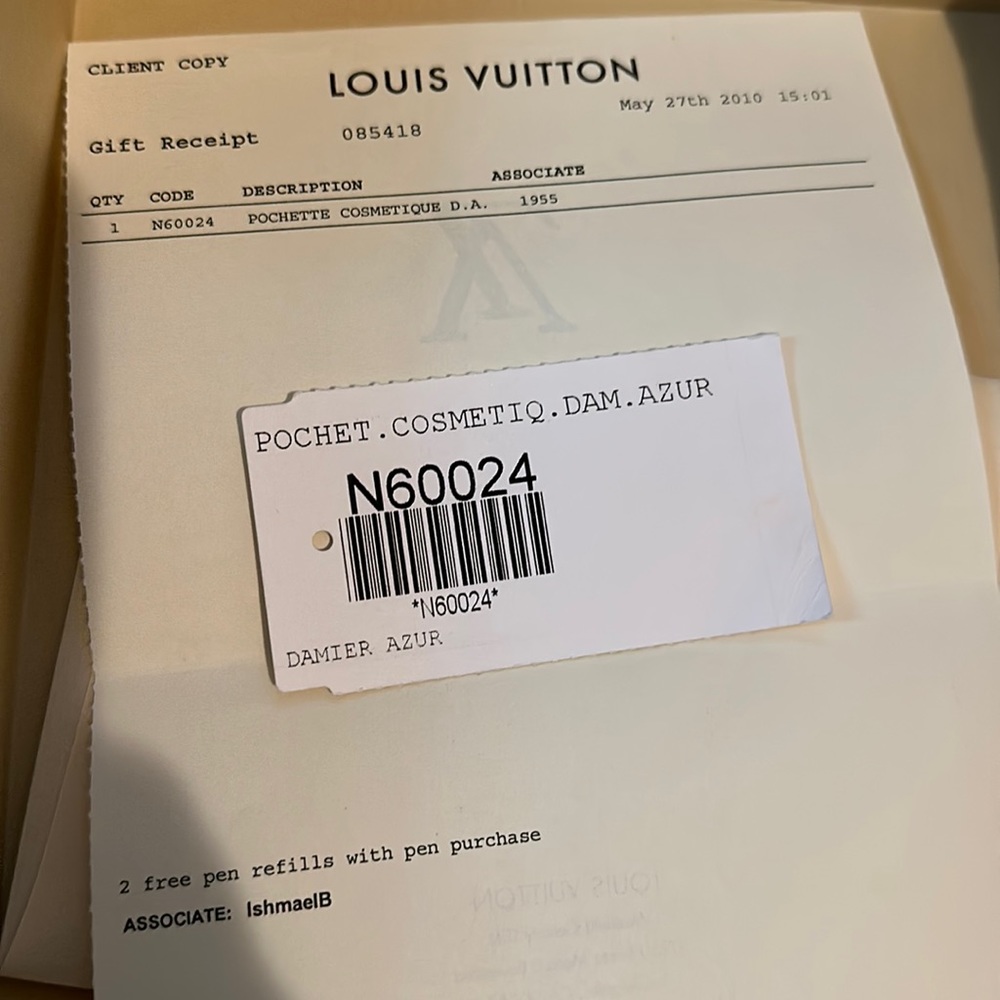 CLIENT COPY
LOUIS VUITTON
May 27th 2010 15:01
Gift Receipt 085418
QTY CODE DESCRIPTION ASSOCIATE
1 N60024 POCHETTE COSMETIQUE D.A. 1955
POCHET.COSMETIQ.DAM.AZUR
N60024
*N60024*
DAMIER AZUR
2 free pen refills with pen purchase
ASSOCIATE: IshmaelB
LOUIS VUITTON